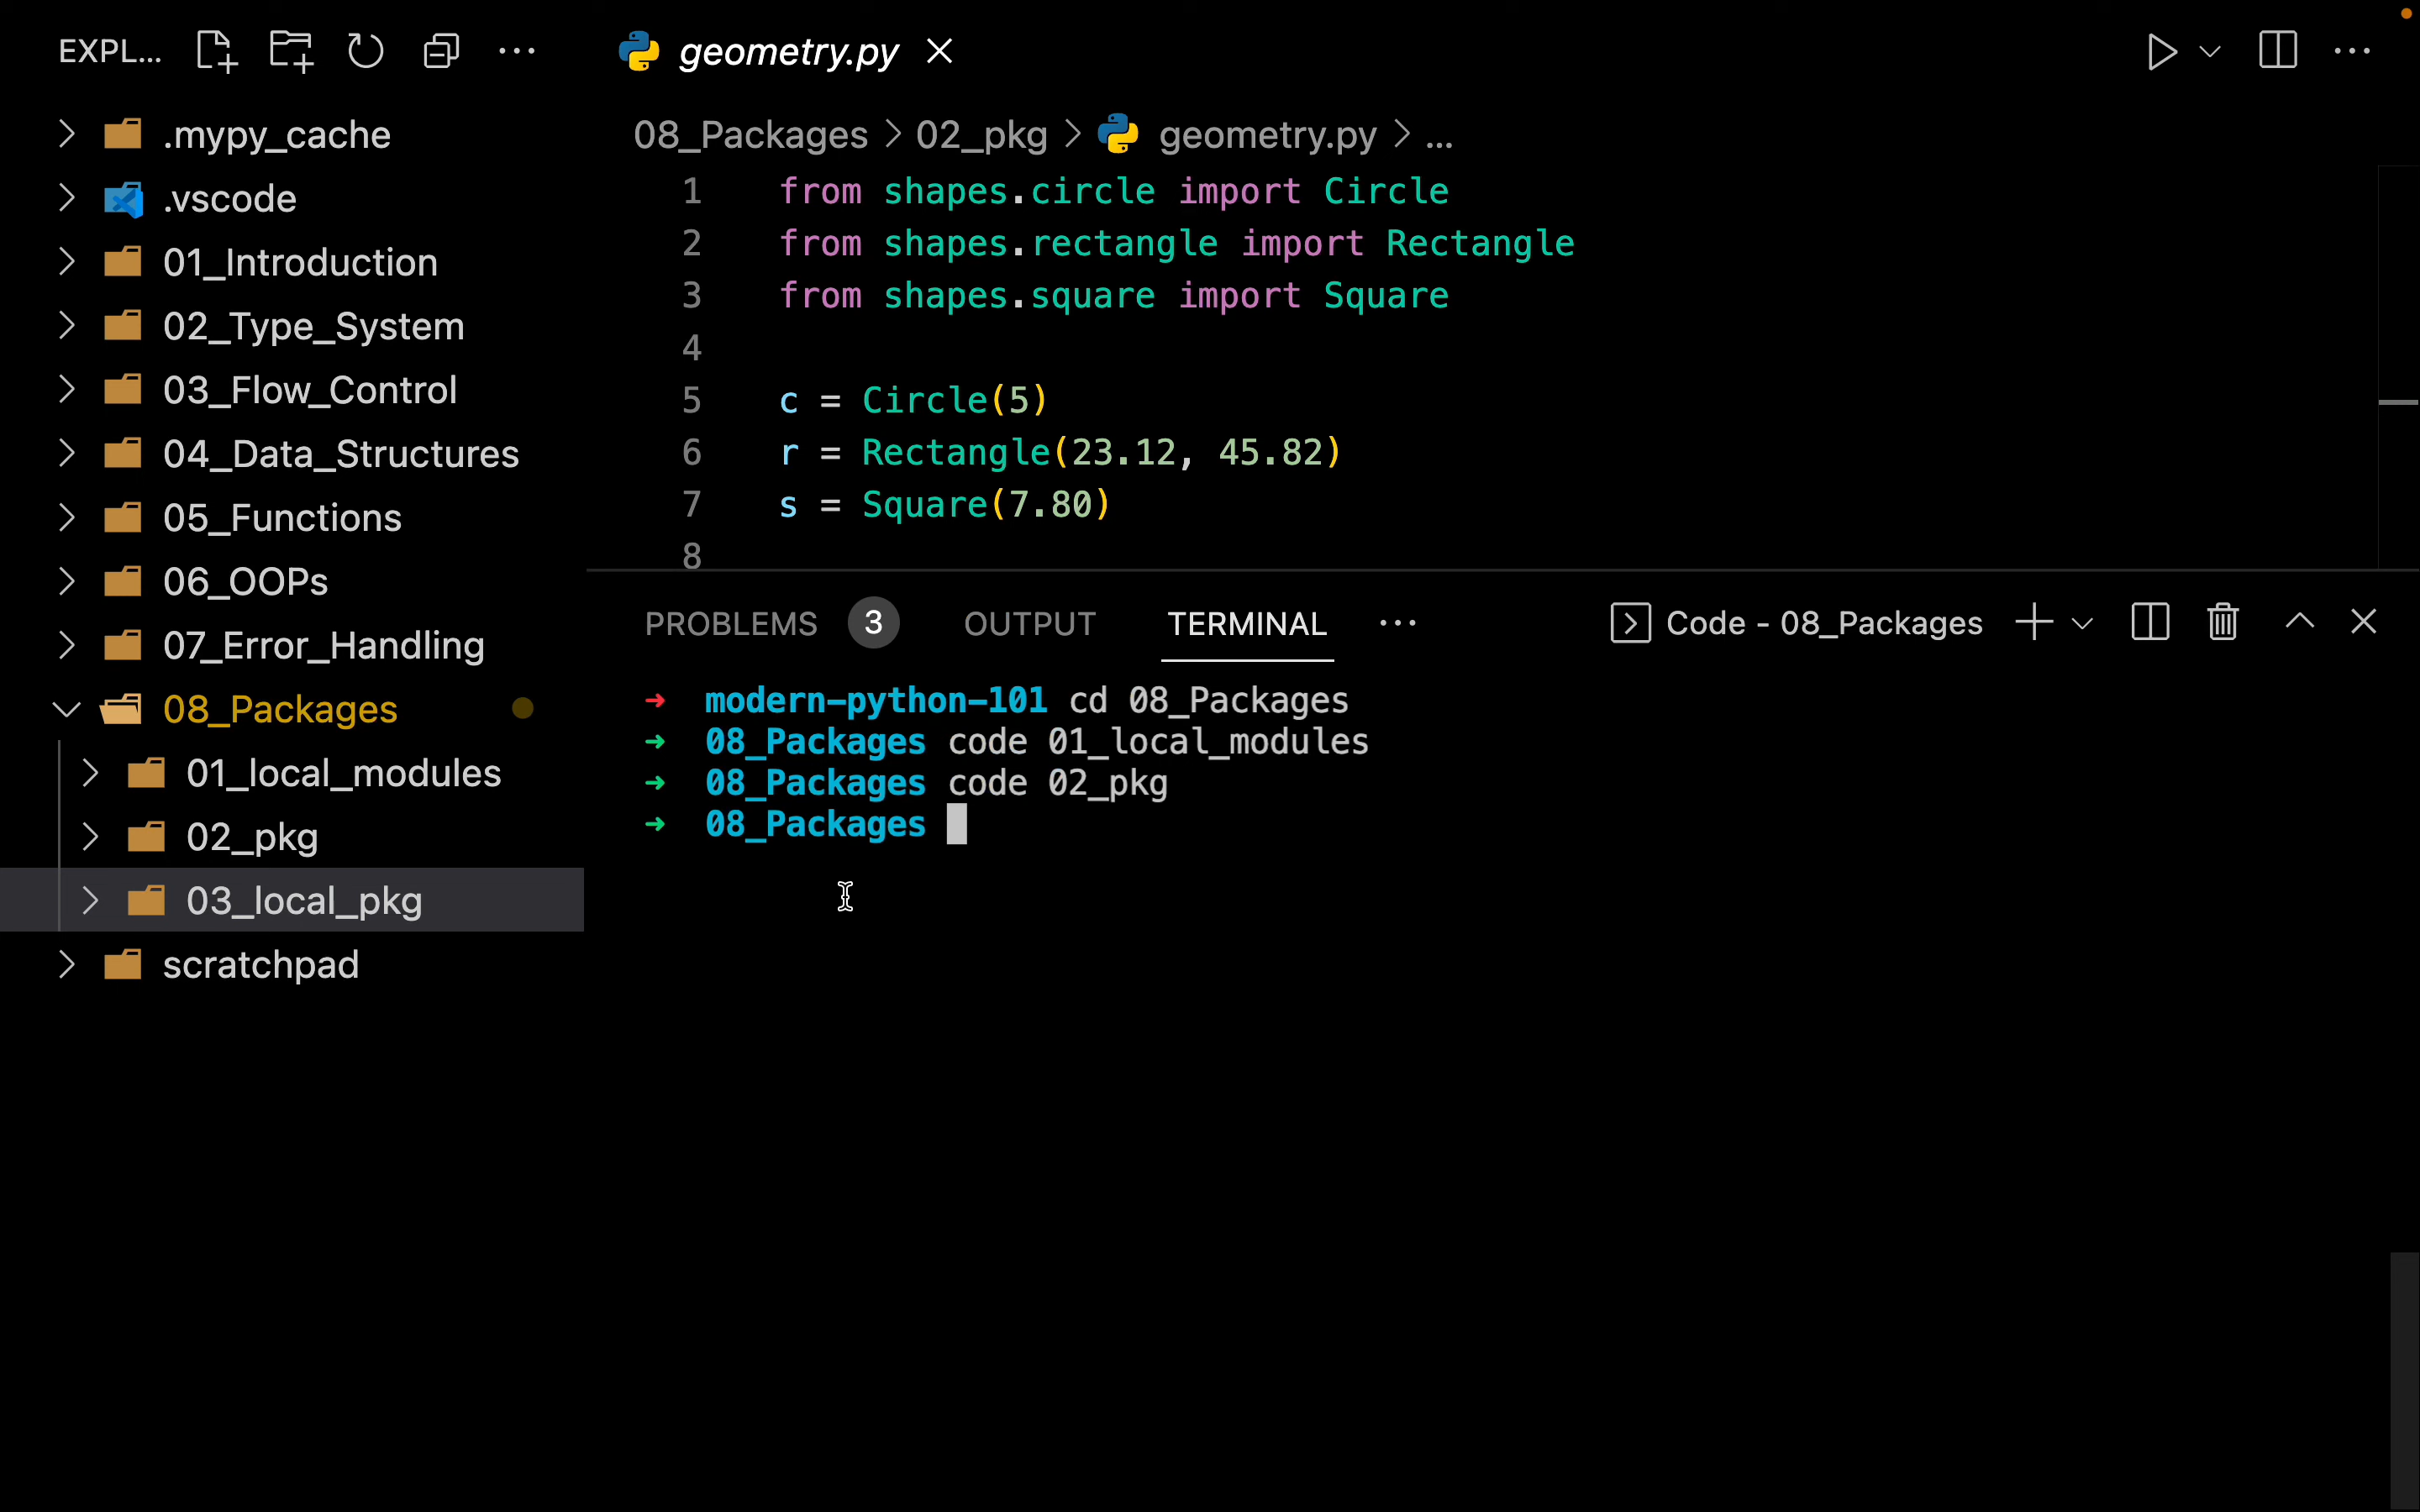 EXPL...
.mypy_cache
.vscode
01_Introduction
02_Type_System
03_Flow_Control
04_Data_Structures
05_Functions
06_OOPs
07_Error_Handling
08_Packages
01_local_modules
02_pkg
03_local_pkg
scratchpad
geometry.py
08_Packages > 02_pkg > geometry.py > ...
1 from shapes.circle import Circle
2 from shapes.rectangle import Rectangle
3 from shapes.square import Square
4
5 c = Circle(5)
6 r = Rectangle(23.12, 45.82)
7 s = Square(7.80)
8
PROBLEMS 3 OUTPUT TERMINAL ... Code - 08_Packages
➜ modern-python-101 cd 08_Packages
➜ 08_Packages code 01_local_modules
➜ 08_Packages code 02_pkg
➜ 08_Packages